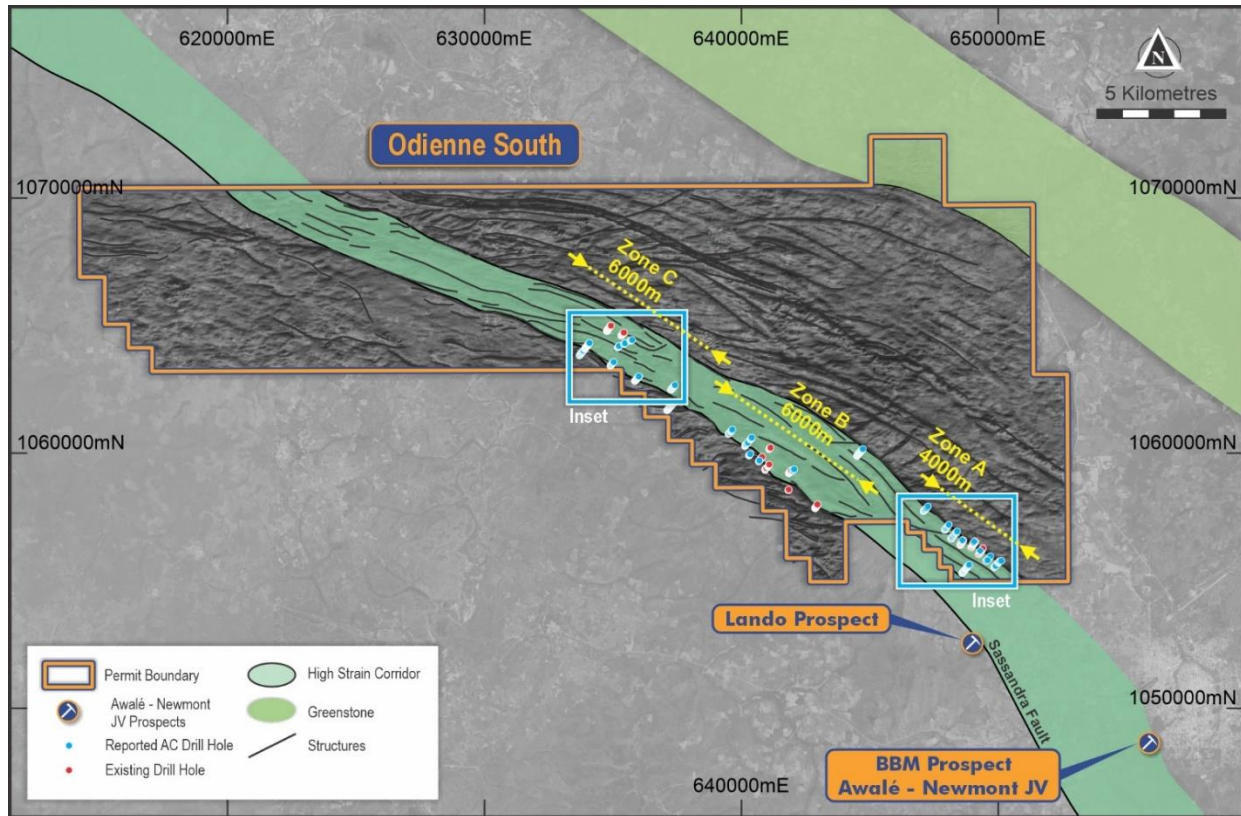 620000mE
630000mE
640000mE
650000mE
N
5 Kilometres
Odienne South
1070000mN
1070000mN
Zone C
6000m
Zone B
6000m
Zone A
4000m
Inset
1060000mN
1060000mN
Inset
Lando Prospect
Sassandra Fault
1050000mN
BBM Prospect
Awalé - Newmont JV
640000mE
Permit Boundary
Awalé - Newmont
JV Prospects
Reported AC Drill Hole
Existing Drill Hole
High Strain Corridor
Greenstone
Structures